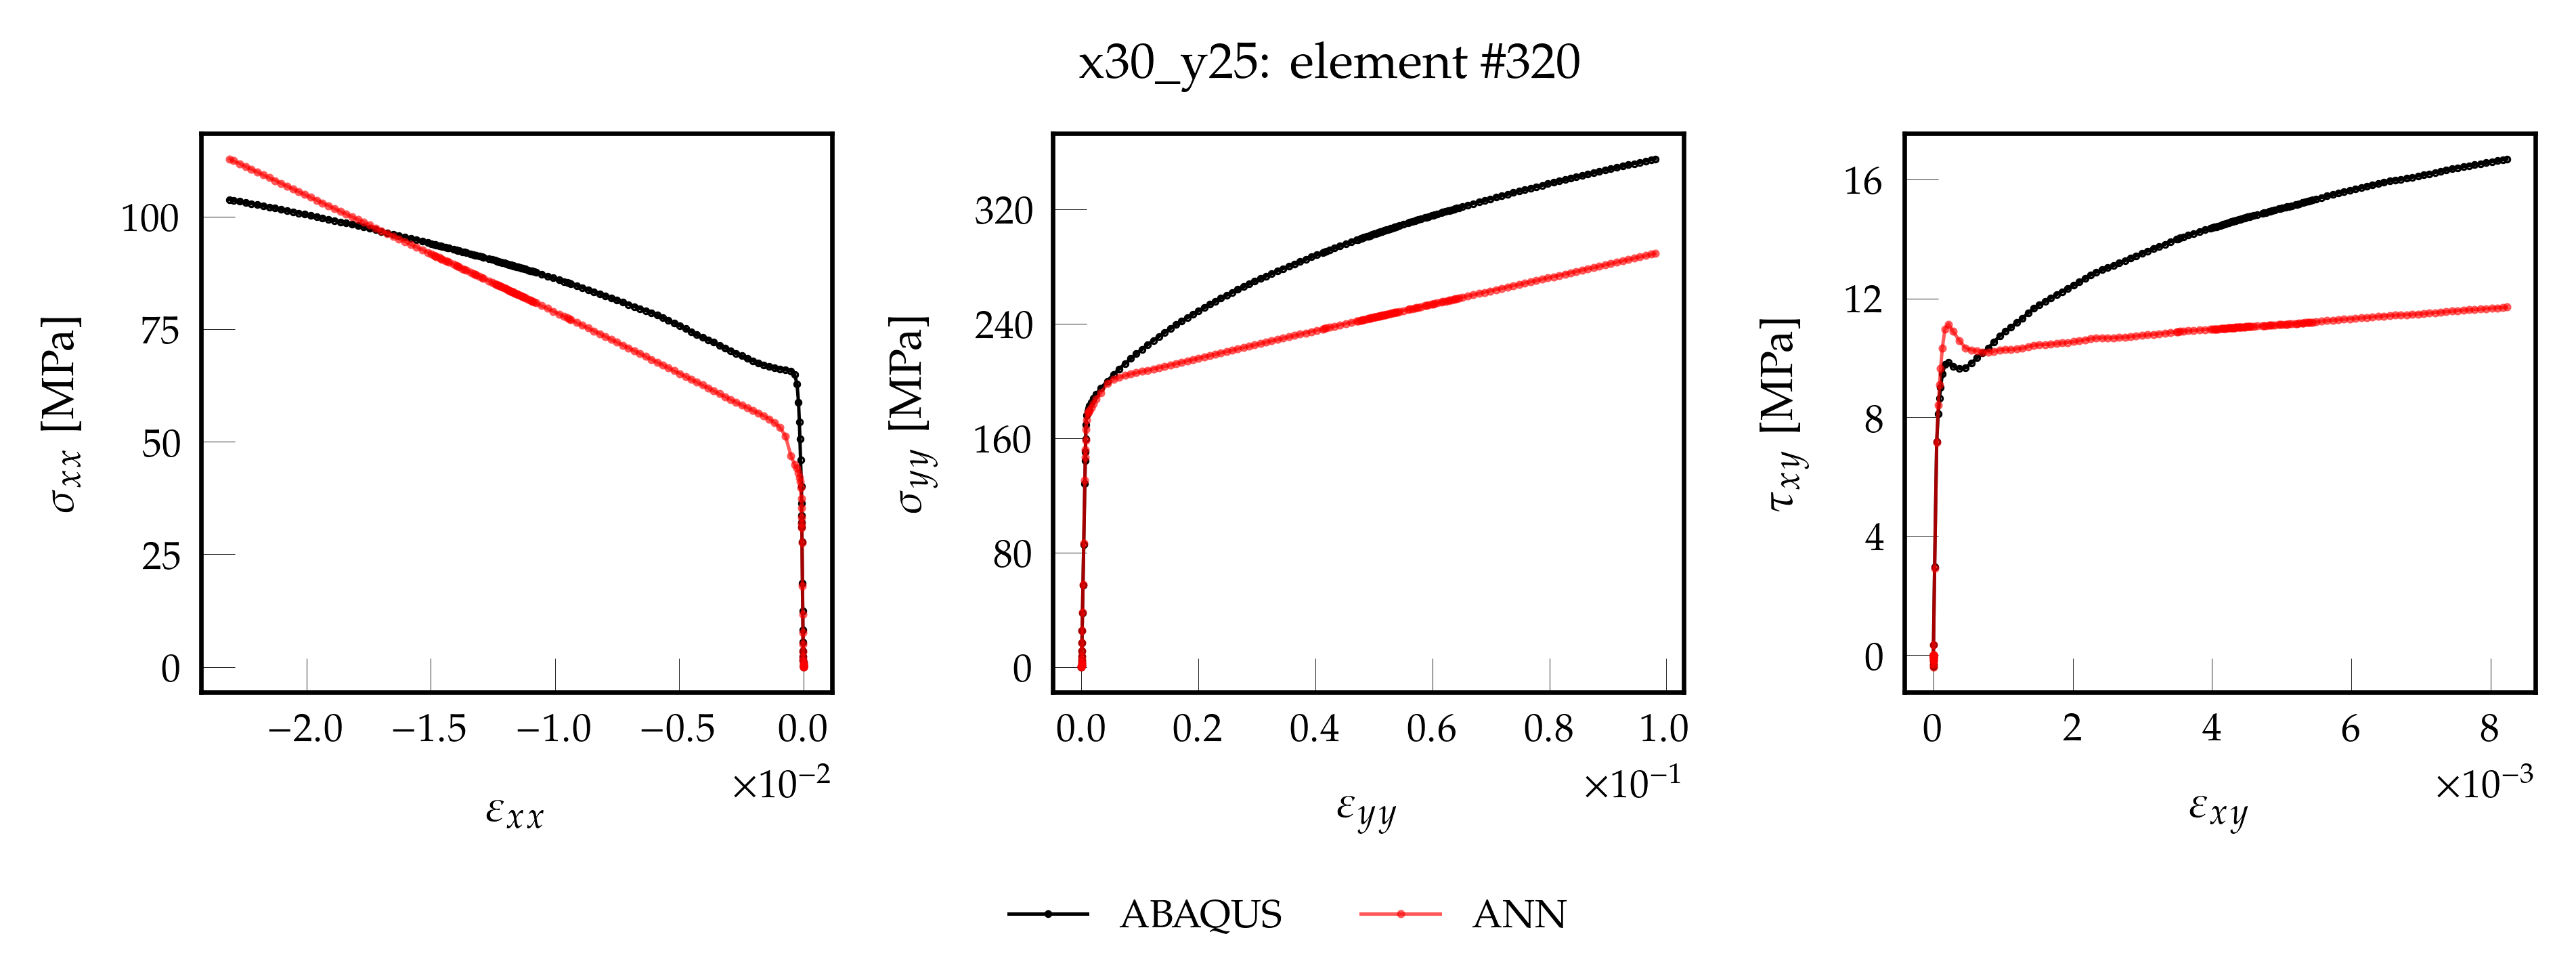 x30_y25: element #320
σxx [MPa]
100
75
50
25
0
−2.0 −1.5 −1.0 −0.5 0.0
×10−2
εxx
σyy [MPa]
320
240
160
80
0
0.0 0.2 0.4 0.6 0.8 1.0
×10−1
εyy
τxy [MPa]
16
12
8
4
0
0 2 4 6 8
×10−3
εxy
ABAQUS ANN